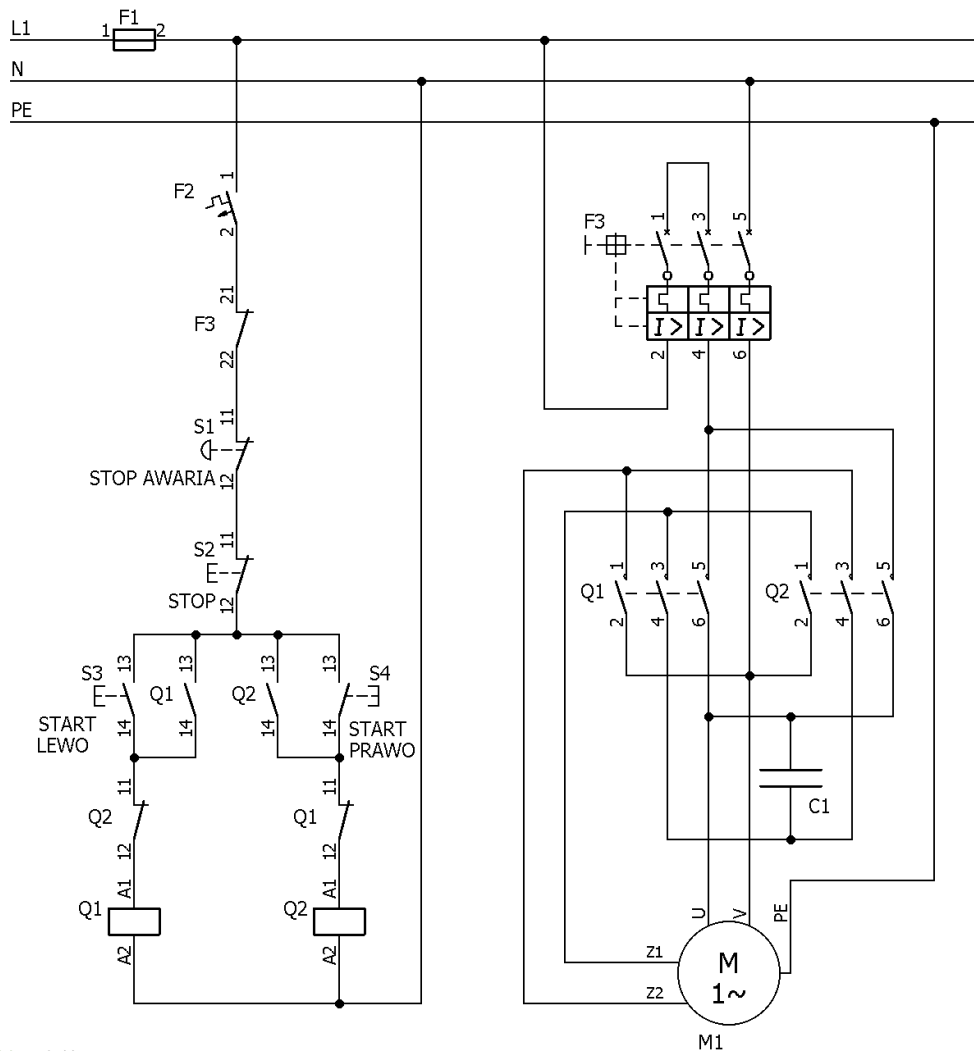 F1
L1 1 2
N
PE
F2 1
2
F3 1 3 5
I> I> I>
2 4 6
21
F3
22
11
S1
STOP AWARIA 12
11
S2
STOP 12
Q1 1 3 5
2 4 6
Q2 1 3 5
2 4 6
S3 13 13 13 13 S4
Q1 Q2
14 14 14 14
START
LEWO
START
PRAWO
11 11
Q2 Q1
12 12
C1
A1 A1
Q1 Q2
A2 A2
U V PE
Z1
Z2
M
1~
M1